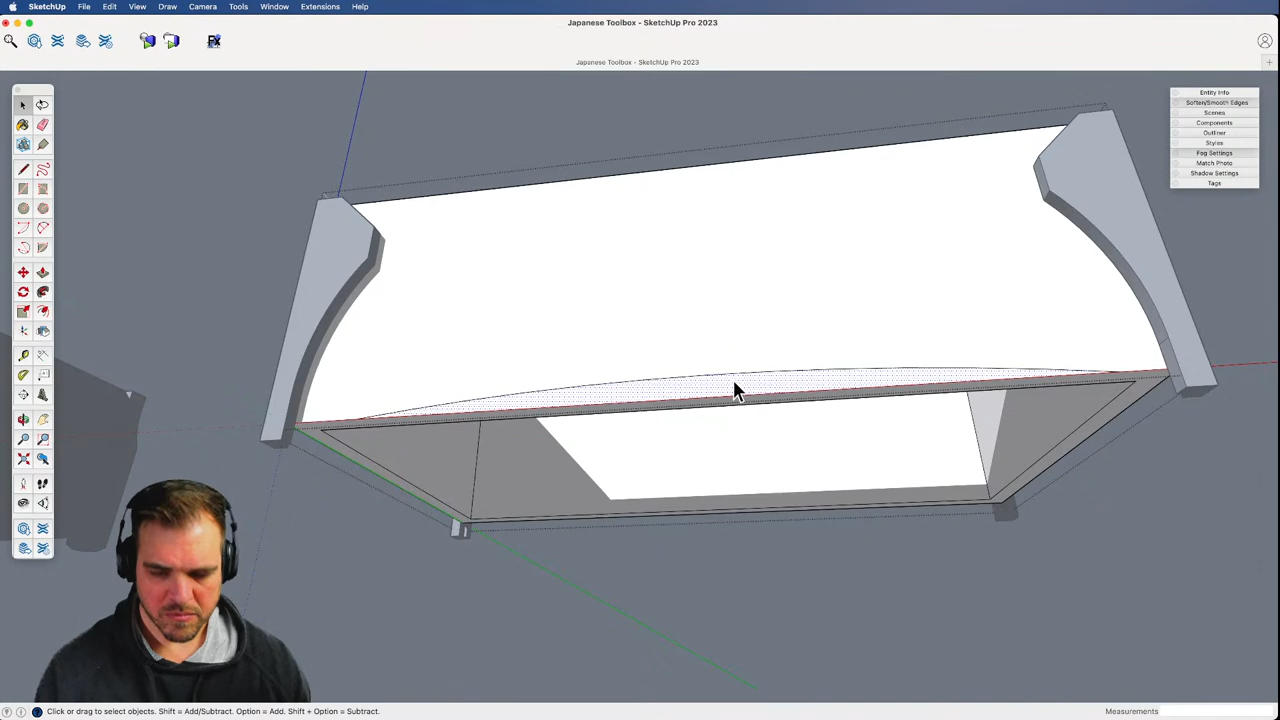 SketchUp File Edit View Draw Camera Tools Window Extensions Help
Japanese Toolbox - SketchUp Pro 2023
Japanese Toolbox - SketchUp Pro 2023
Entity Info
Soften/Smooth Edges
Scenes
Components
Outliner
Styles
Fog Settings
Match Photo
Shadow Settings
Tags
Click or drag to select objects. Shift = Add/Subtract. Option = Add. Shift + Option = Subtract.
Measurements